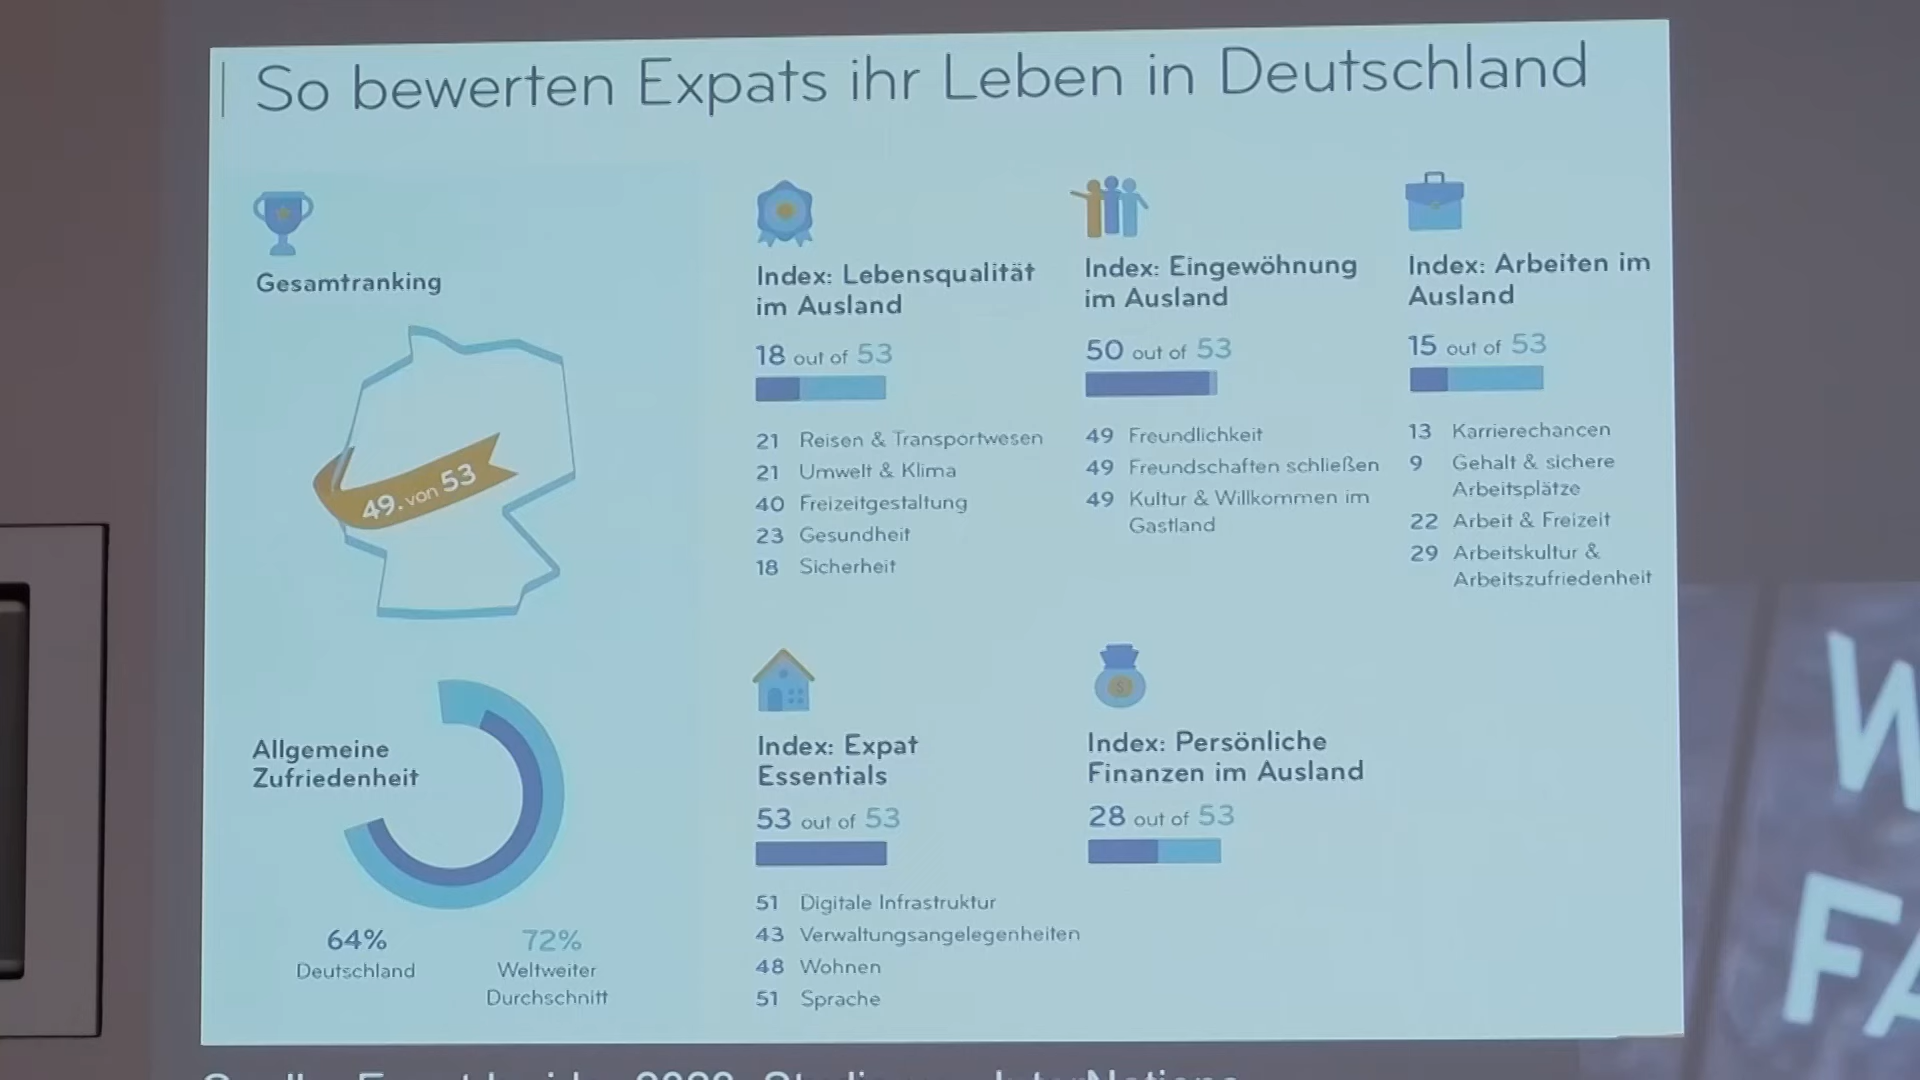 So bewerten Expats ihr Leben in Deutschland
Gesamtranking
49. von 53
Allgemeine
Zufriedenheit
64%
Deutschland
72%
Weltweiter
Durchschnitt
Index: Lebensqualität
im Ausland
18 out of 53
21 Reisen & Transportwesen
21 Umwelt & Klima
40 Freizeitgestaltung
23 Gesundheit
18 Sicherheit
Index: Eingewöhnung
im Ausland
50 out of 53
49 Freundlichkeit
49 Freundschaften schließen
49 Kultur & Willkommen im
Gastland
Index: Arbeiten im
Ausland
15 out of 53
13 Karrierechancen
9 Gehalt & sichere
Arbeitsplätze
22 Arbeit & Freizeit
29 Arbeitskultur &
Arbeitszufriedenheit
Index: Expat
Essentials
53 out of 53
51 Digitale Infrastruktur
43 Verwaltungsangelegenheiten
48 Wohnen
51 Sprache
Index: Persönliche
Finanzen im Ausland
28 out of 53